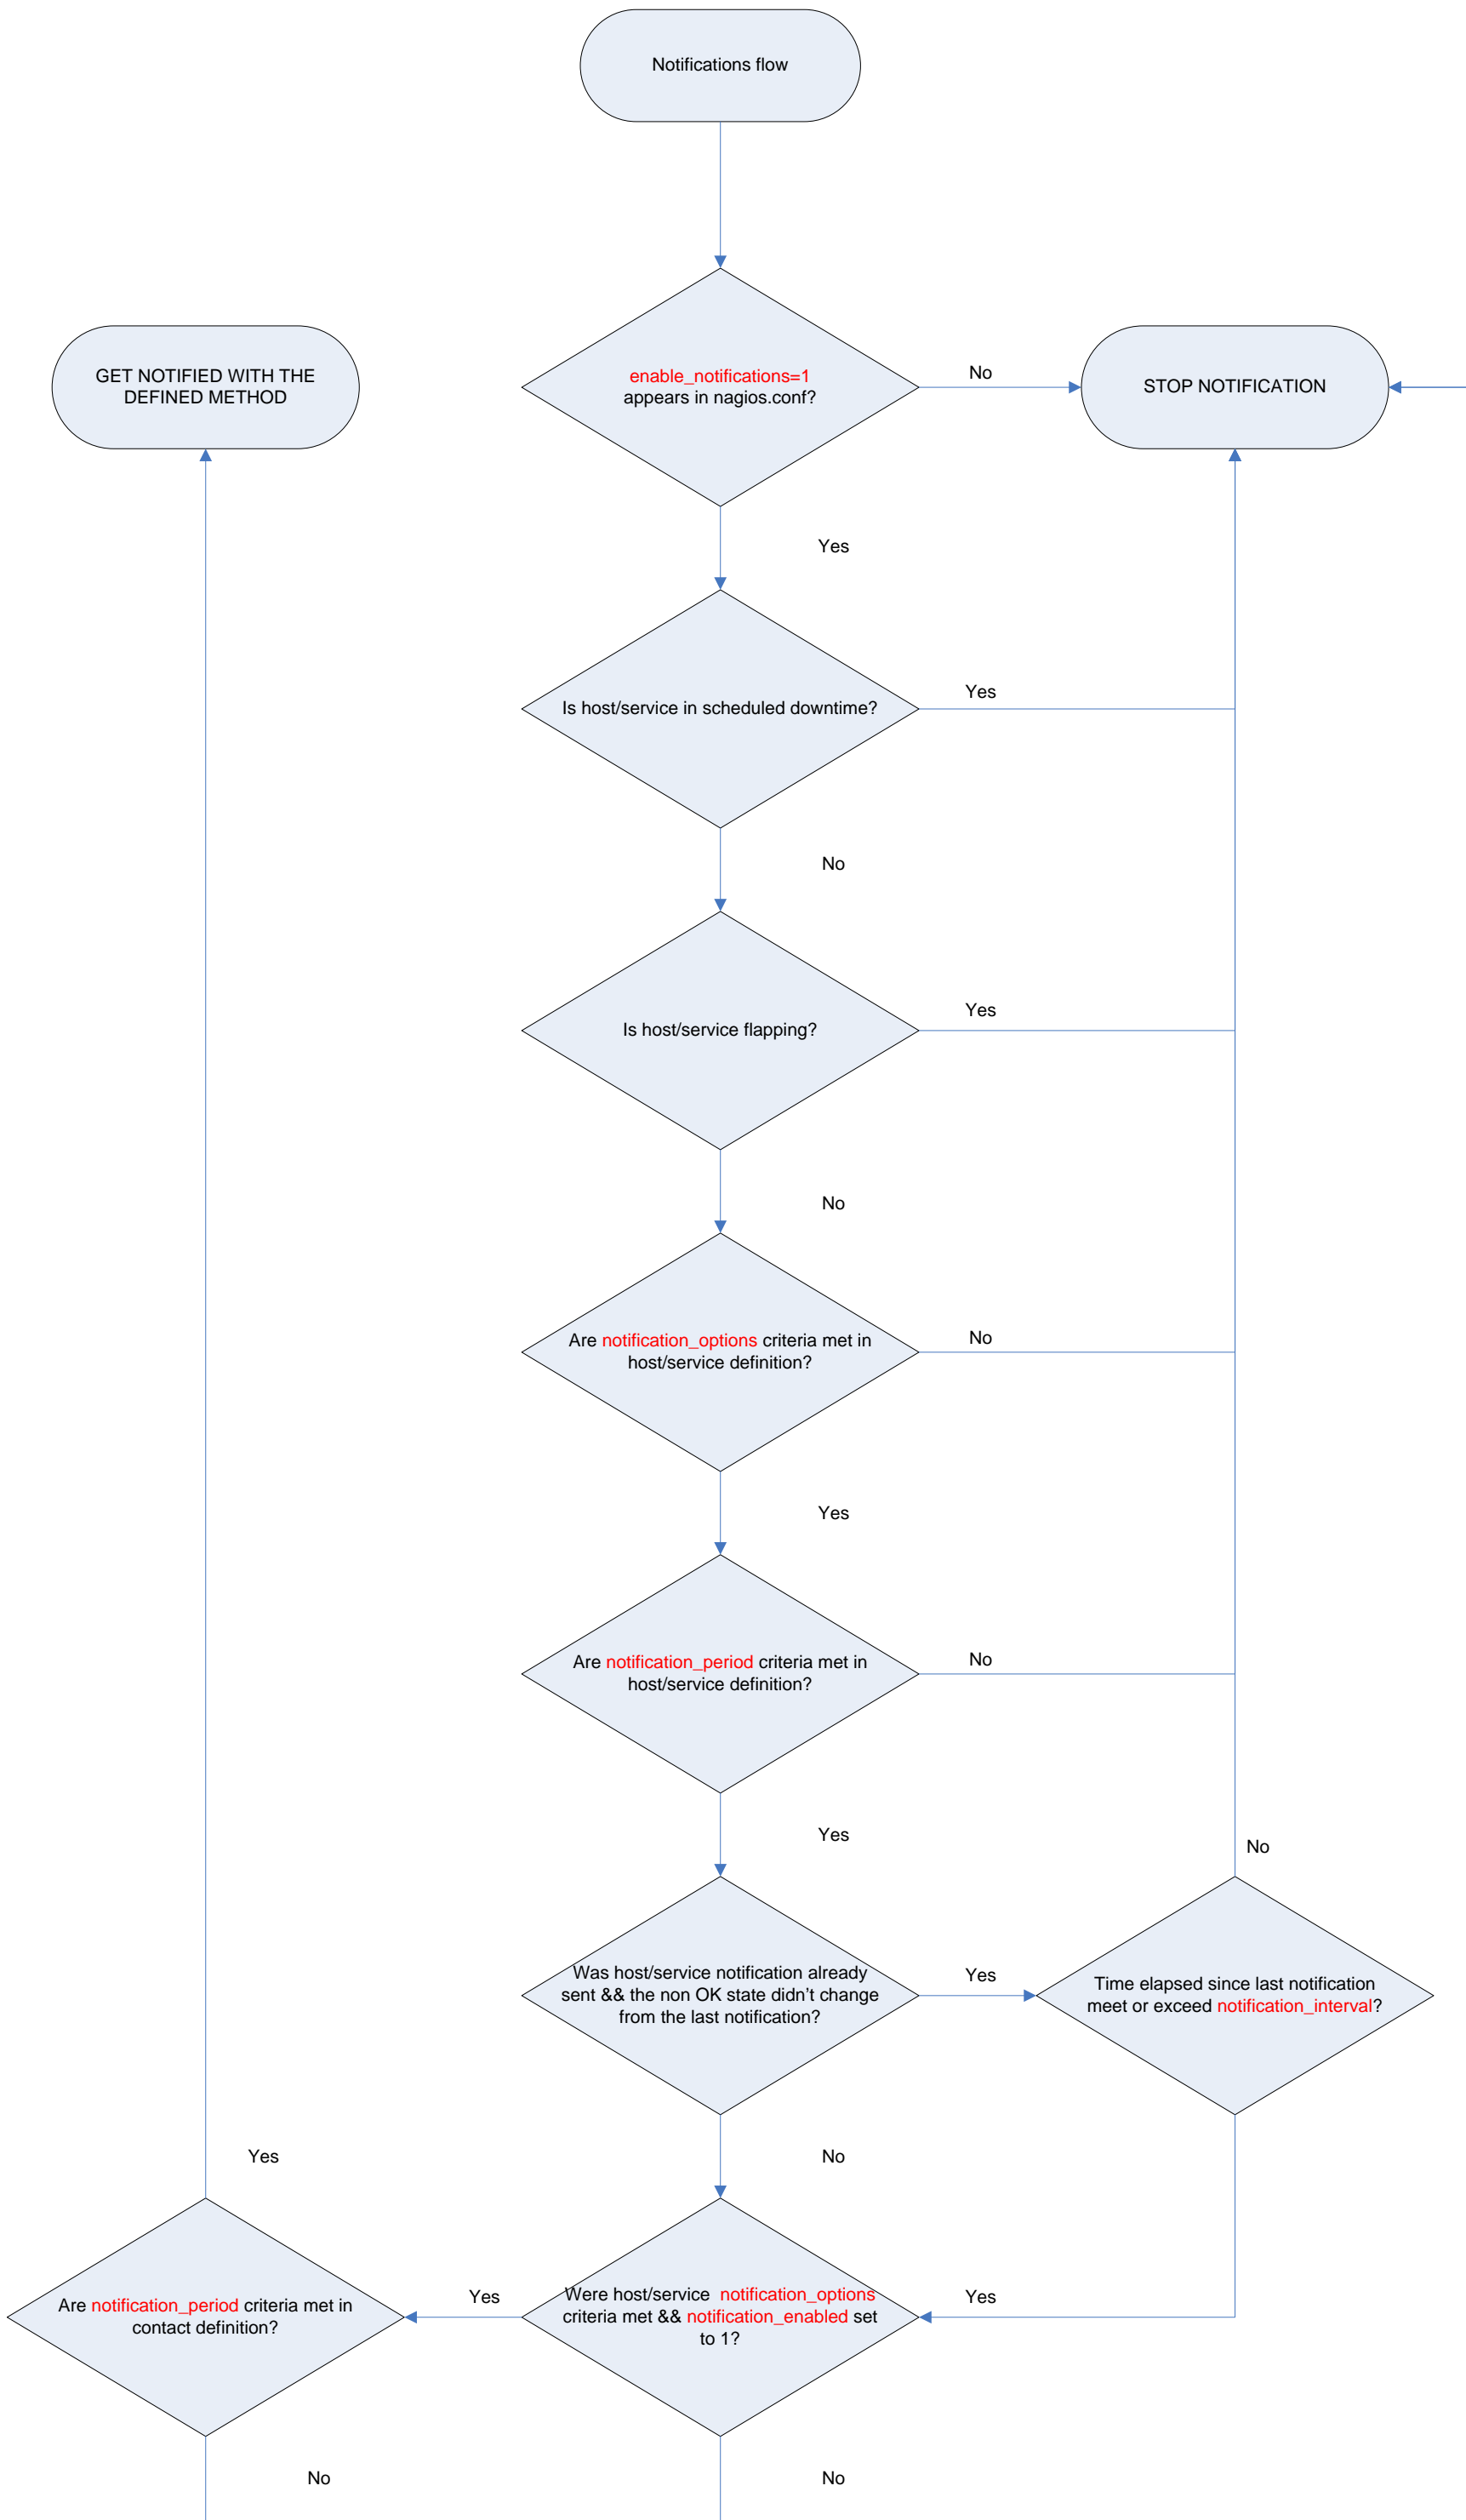 Notifications flow
enable_notifications=1
appears in nagios.conf?
No
GET NOTIFIED WITH THE
DEFINED METHOD
STOP NOTIFICATION
Yes
Is host/service in scheduled downtime?
Yes
No
Is host/service flapping?
Yes
No
Are notification_options criteria met in
host/service definition?
No
Yes
Are notification_period criteria met in
host/service definition?
No
Yes
No
Was host/service notification already
sent && the non OK state didn't change
from the last notification?
Yes
Time elapsed since last notification
meet or exceed notification_interval?
Yes
No
Are notification_period criteria met in
contact definition?
Yes
Were host/service  notification_options
criteria met && notification_enabled set
to 1?
Yes
No
No